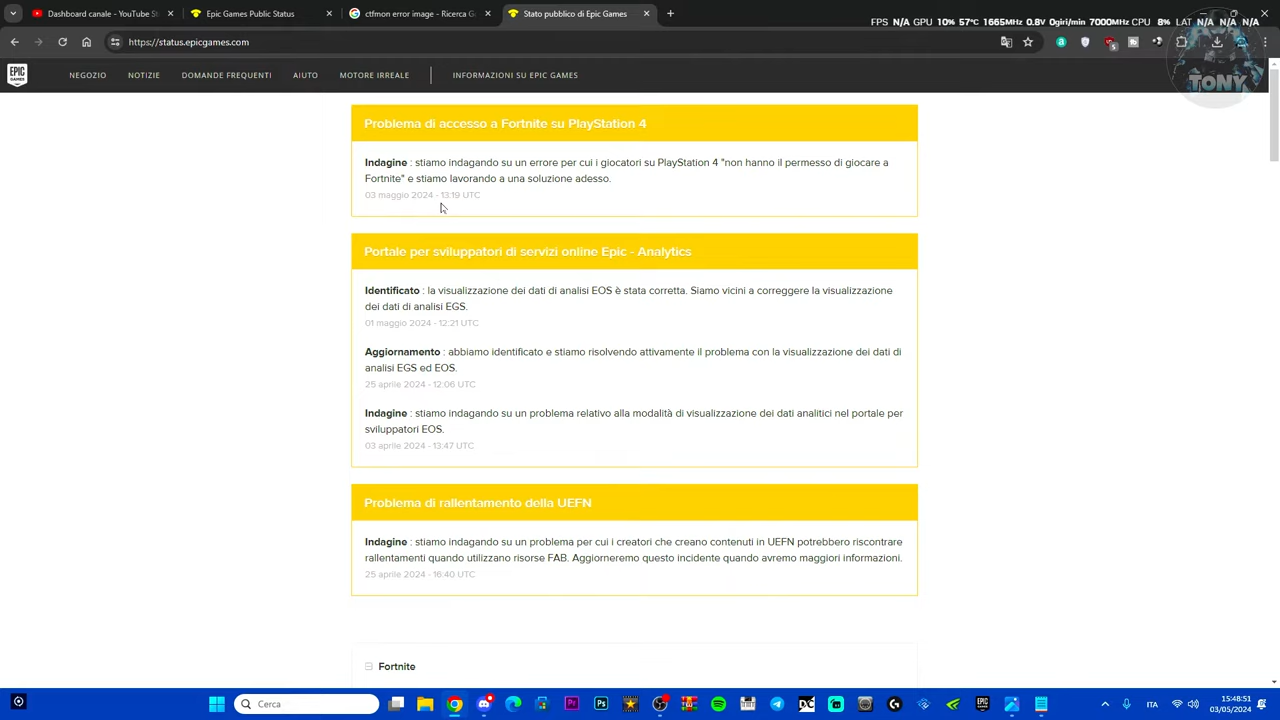 Dashboard canale - YouTube S
Epic Games Public Status
ctfmon error image - Ricerca G
Stato pubblico di Epic Games
FPS N/A GPU 10% 57°C 1665MHz 0.8V 0giri/min 7000MHz CPU 8% LAT N/A N/A N/A
https://status.epicgames.com
TONY
EPIC GAMES
NEGOZIO NOTIZIE DOMANDE FREQUENTI AIUTO MOTORE IRREALE INFORMAZIONI SU EPIC GAMES
Problema di accesso a Fortnite su PlayStation 4
Indagine : stiamo indagando su un errore per cui i giocatori su PlayStation 4 "non hanno il permesso di giocare a
Fortnite" e stiamo lavorando a una soluzione adesso.
03 maggio 2024 - 13:19 UTC
Portale per sviluppatori di servizi online Epic - Analytics
Identificato : la visualizzazione dei dati di analisi EOS è stata corretta. Siamo vicini a correggere la visualizzazione
dei dati di analisi EGS.
01 maggio 2024 - 12:21 UTC
Aggiornamento : abbiamo identificato e stiamo risolvendo attivamente il problema con la visualizzazione dei dati di
analisi EGS ed EOS.
25 aprile 2024 - 12:06 UTC
Indagine : stiamo indagando su un problema relativo alla modalità di visualizzazione dei dati analitici nel portale per
sviluppatori EOS.
03 aprile 2024 - 13:47 UTC
Problema di rallentamento della UEFN
Indagine : stiamo indagando su un problema per cui i creatori che creano contenuti in UEFN potrebbero riscontrare
rallentamenti quando utilizzano risorse FAB. Aggiorneremo questo incidente quando avremo maggiori informazioni.
25 aprile 2024 - 16:40 UTC
Fortnite
Cerca
ITA
15:48:51
03/05/2024